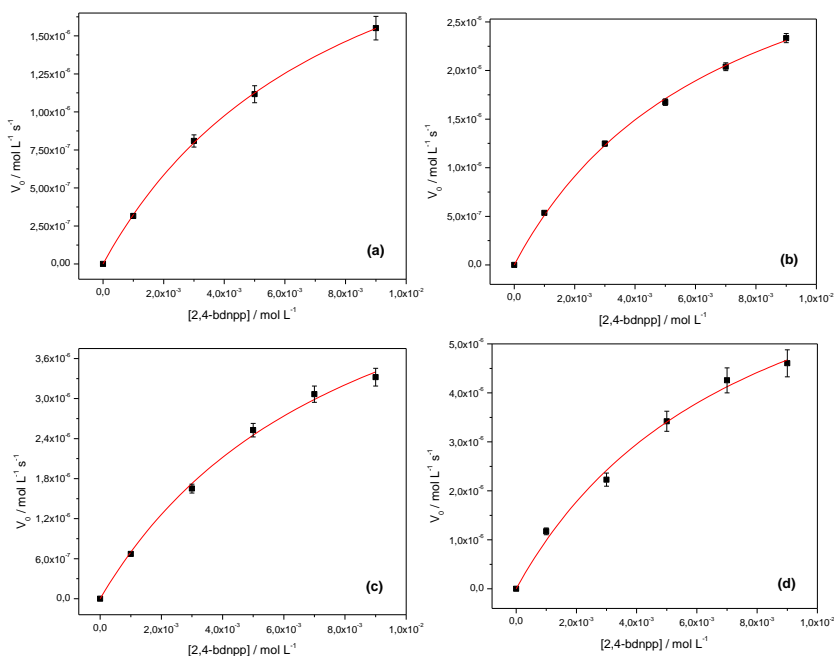 1,50x10⁻⁶
1,25x10⁻⁶
1,00x10⁻⁶
7,50x10⁻⁷
5,00x10⁻⁷
2,50x10⁻⁷
0,00
V₀ / mol L⁻¹ s⁻¹
(a)
0,0 2,0x10⁻³ 4,0x10⁻³ 6,0x10⁻³ 8,0x10⁻³ 1,0x10⁻²
[2,4-bdnpp] / mol L⁻¹
2,5x10⁻⁶
2,0x10⁻⁶
1,5x10⁻⁶
1,0x10⁻⁶
5,0x10⁻⁷
0,0
V₀ / mol L⁻¹ s⁻¹
(b)
0,0 2,0x10⁻³ 4,0x10⁻³ 6,0x10⁻³ 8,0x10⁻³ 1,0x10⁻²
[2,4-bdnpp] / mol L⁻¹
3,6x10⁻⁶
3,0x10⁻⁶
2,4x10⁻⁶
1,8x10⁻⁶
1,2x10⁻⁶
6,0x10⁻⁷
0,0
V₀ / mol L⁻¹ s⁻¹
(c)
0,0 2,0x10⁻³ 4,0x10⁻³ 6,0x10⁻³ 8,0x10⁻³ 1,0x10⁻²
[2,4-bdnpp] / mol L⁻¹
5,0x10⁻⁶
4,0x10⁻⁶
3,0x10⁻⁶
2,0x10⁻⁶
1,0x10⁻⁶
0,0
V₀ / mol L⁻¹ s⁻¹
(d)
0,0 2,0x10⁻³ 4,0x10⁻³ 6,0x10⁻³ 8,0x10⁻³ 1,0x10⁻²
[2,4-bdnpp] / mol L⁻¹